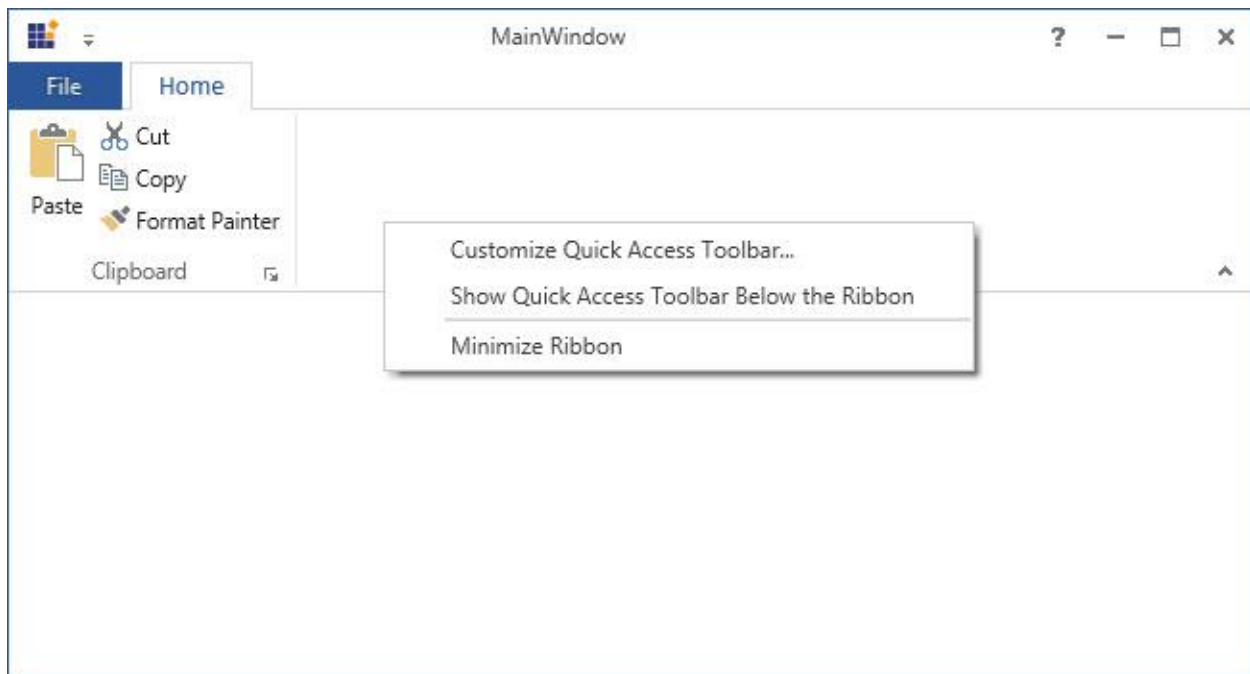 MainWindow
?
File Home
Cut
Copy
Paste
Format Painter
Clipboard
Customize Quick Access Toolbar...
Show Quick Access Toolbar Below the Ribbon
Minimize Ribbon